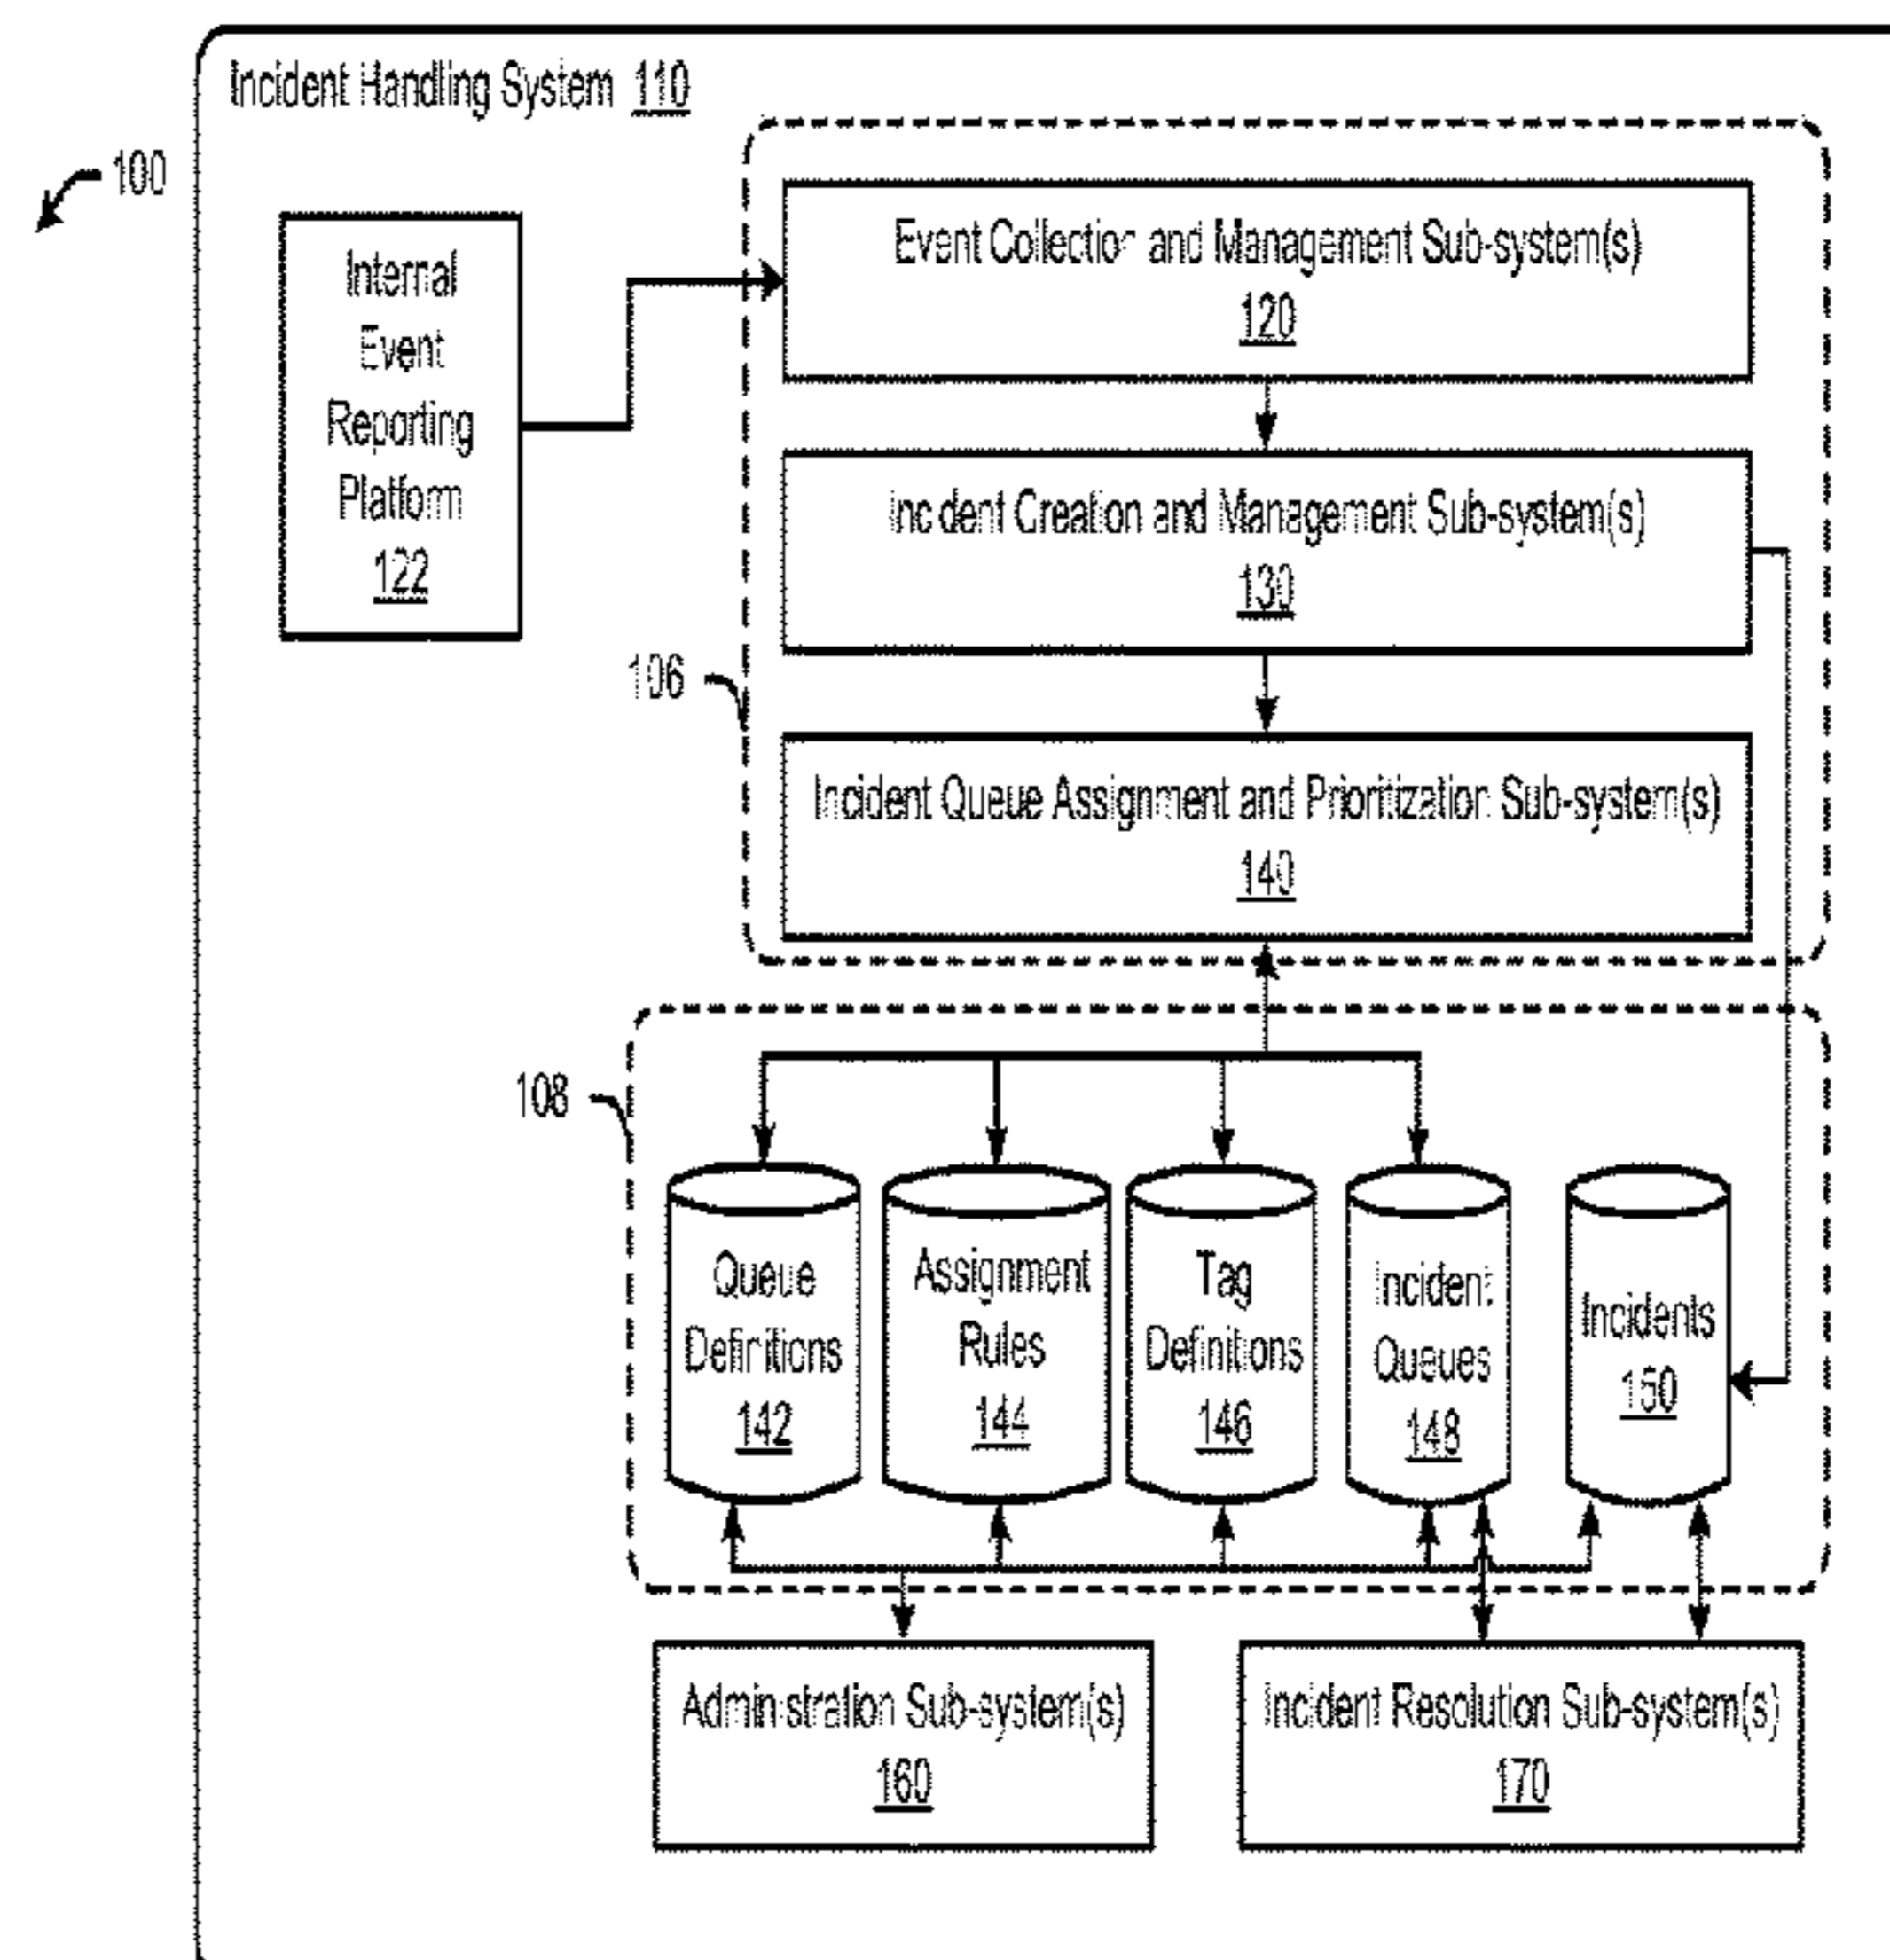 Incident Handling System 110
100
Internal
Event
Reporting
Platform
122
Event Collection and Management Sub-system(s)
120
Incident Creation and Management Sub-system(s)
130
106
Incident Queue Assignment and Prioritization Sub-system(s)
140
108
Queue
Definitions
142
Assignment
Rules
144
Tag
Definitions
146
Incident
Queues
148
Incidents
150
Administration Sub-system(s)
160
Incident Resolution Sub-system(s)
170